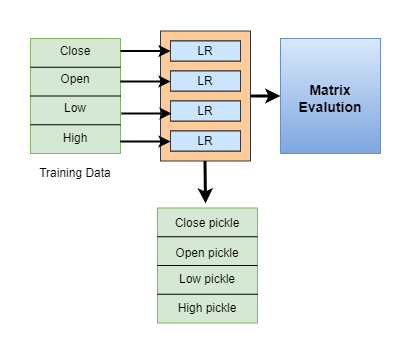 Close
Open
Low
High
Training Data
LR
LR
LR
LR
Matrix
Evalution
Close pickle
Open pickle
Low pickle
High pickle